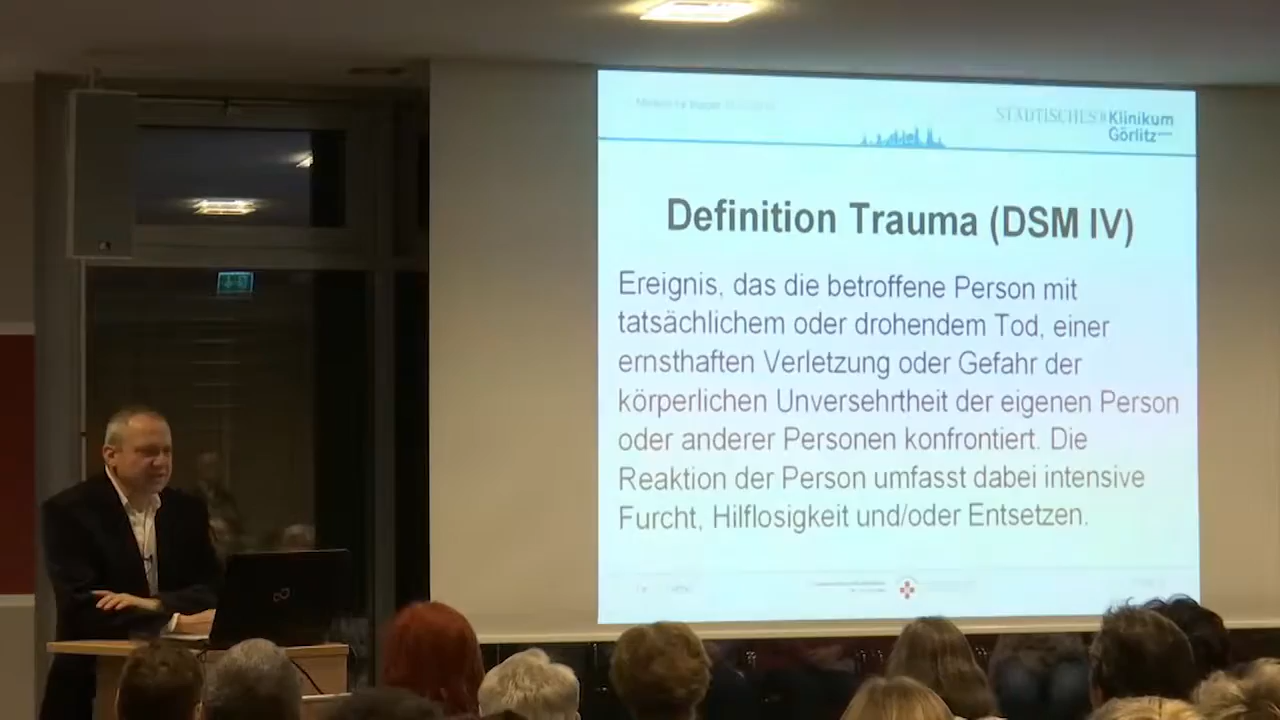 STÄDTISCHES Klinikum
Görlitz
Definition Trauma (DSM IV)
Ereignis, das die betroffene Person mit
tatsächlichem oder drohendem Tod, einer
ernsthaften Verletzung oder Gefahr der
körperlichen Unversehrtheit der eigenen Person
oder anderer Personen konfrontiert. Die
Reaktion der Person umfasst dabei intensive
Furcht, Hilflosigkeit und/oder Entsetzen.